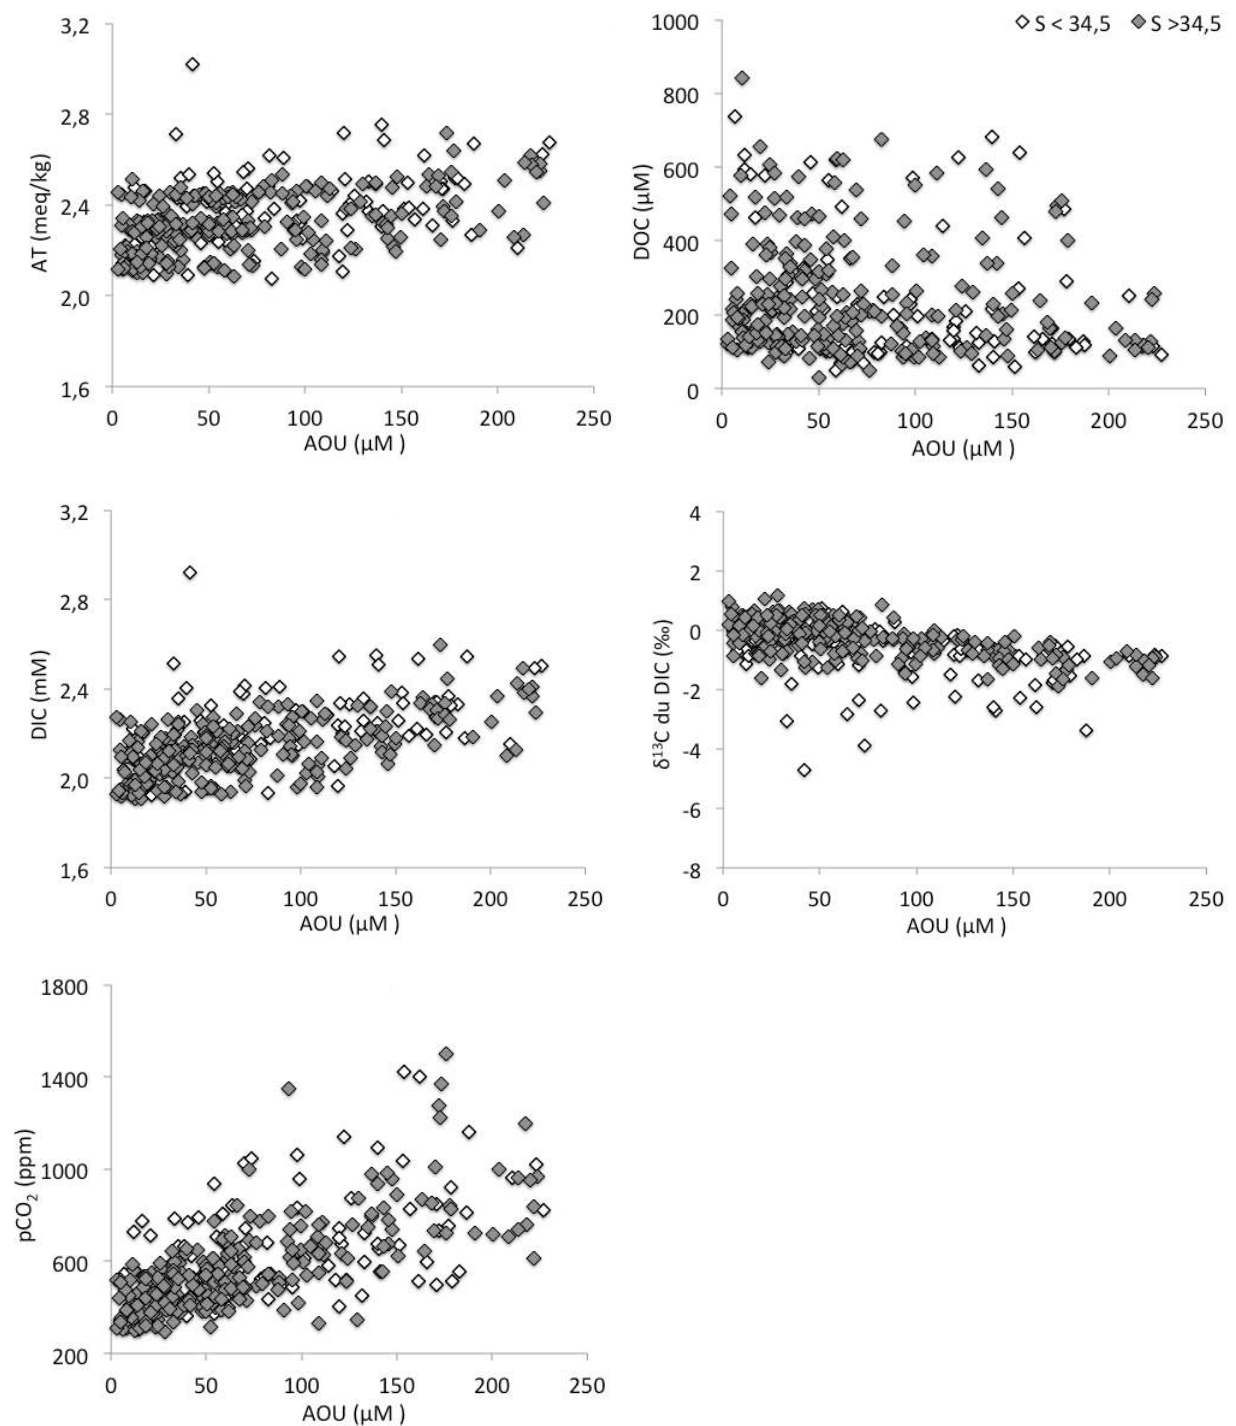 3,2
2,8
2,4
2,0
1,6
AT (meq/kg)
0 50 100 150 200 250
AOU (µM )
1000
800
600
400
200
0
DOC (µM)
S < 34,5 S >34,5
0 50 100 150 200 250
AOU (µM )
3,2
2,8
2,4
2,0
1,6
DIC (mM)
0 50 100 150 200 250
AOU (µM )
4
2
0
-2
-4
-6
-8
δ¹³C du DIC (‰)
0 50 100 150 200 250
AOU (µM )
1800
1400
1000
600
200
pCO₂ (ppm)
0 50 100 150 200 250
AOU (µM )